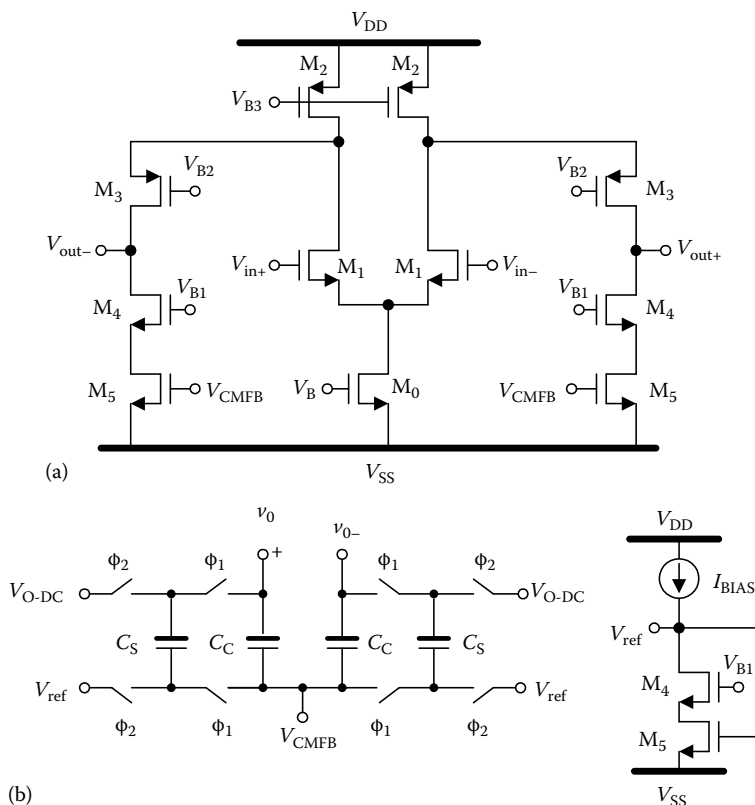 V_DD
M_2 M_2
V_B3
V_B2 V_B2
M_3 M_3
V_out– V_out+
V_in+ M_1 M_1 V_in–
V_B1 V_B1
M_4 M_4
M_5 V_CMFB V_B M_0 V_CMFB M_5
(a) V_SS
ν_0 ν_0– V_DD
ϕ_2 ϕ_1 + ϕ_1 ϕ_2
V_O-DC V_O-DC I_BIAS
C_S C_C C_C C_S V_ref
V_B1
V_ref V_ref M_4
ϕ_2 ϕ_1 V_CMFB ϕ_1 ϕ_2
M_5
(b) V_SS